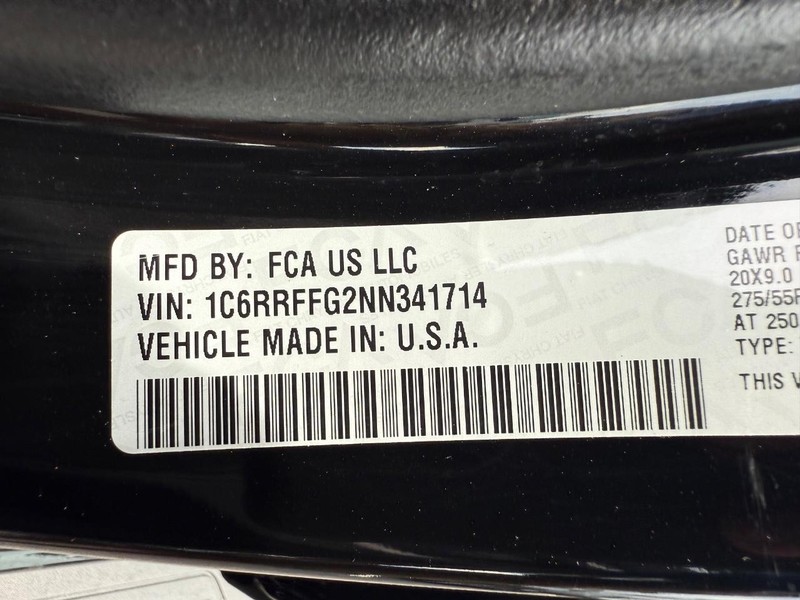 MFD BY: FCA US LLC
VIN: 1C6RRFFG2NN341714
VEHICLE MADE IN: U.S.A.
DATE OF
GAWR
20X9.0
275/55
AT 250
TYPE:
THIS